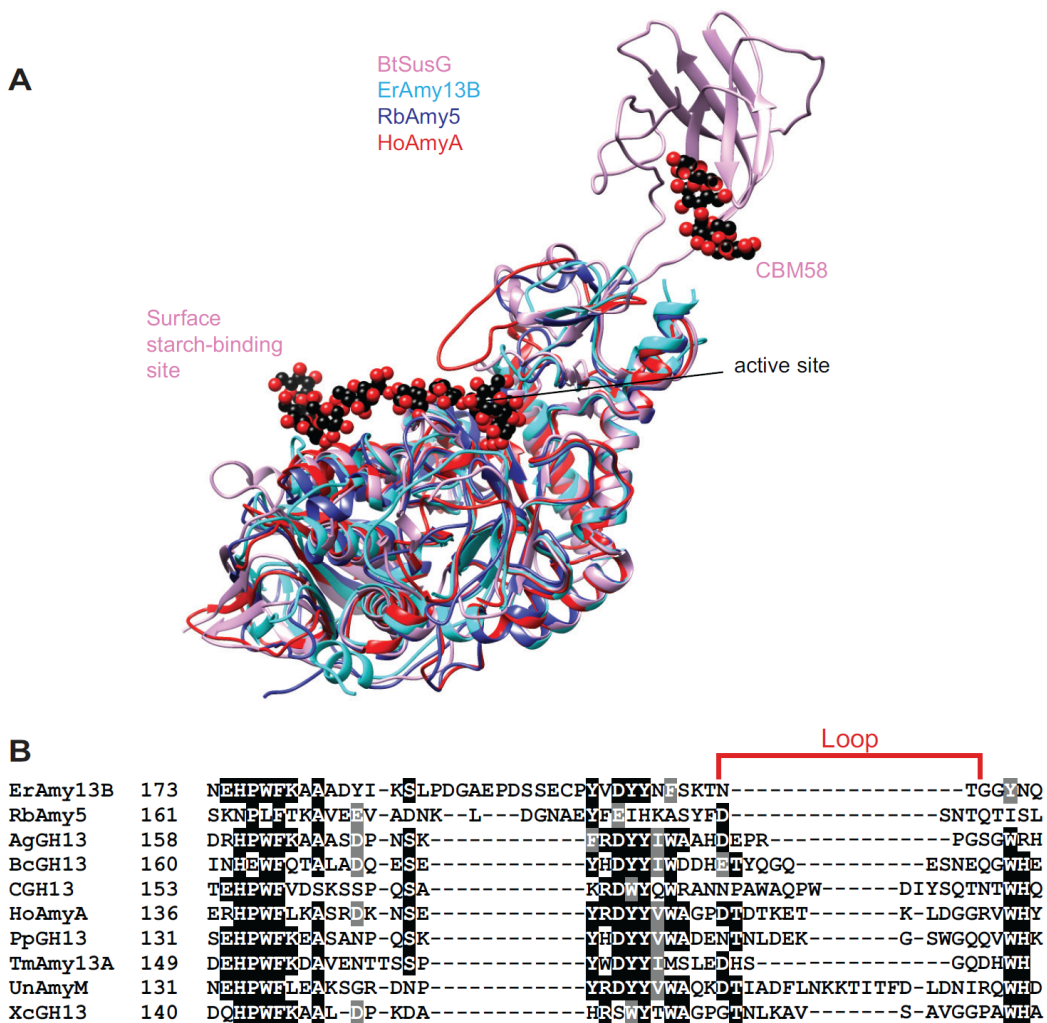 A
BtSusG
ErAmy13B
RbAmy5
HoAmyA
CBM58
Surface
starch-binding
site
active site
B
Loop
ErAmy13B 173 NEHPWFKAAADYI-KSLPDGAEPDSSECPYVDYYNFSKTN------------------TGGYNQ
RbAmy5 161 SKNPLFTKAVEEV-ADNK--L---DGNAEYFEIHKASYFD----------------SNTQTISL
AgGH13 158 DRHPWFKAAASDP-NSK------------FRDYYIWAAHDEPR--------------PGSGWRH
BcGH13 160 INHEWFQTALADQ-ESE------------YHDYYIWDDHETYQGQ----------ESNEQGWHE
CGH13 153 TEHPWFVDSKSSP-QSA------------KRDWYQWRANNPAWAQPW------DIYSQTNTWHQ
HoAmyA 136 ERHPWFLKASRDK-NSE------------YRDYYVWAGPDTDTKET-------K-LDGGRVWHY
PpGH13 131 SEHPWFKEASANP-QSK------------YHDYYVWADENTNLDEK-------G-SWGQQVWHK
TmAmy13A 149 DEHPWFKDAVENTTSSP------------YWDYYIMSLEDHS---------------GQDHWH
UnAmyM 131 NEHPWFLEAKSGR-DNP------------YRDYYVWAQKDTIADFLNKKTITFD-LDNIRQWHD
XcGH13 140 DQHPWFKAAL-DP-KDA------------HRSWYTWAGPGTNLKAV-------S-AVGGPAWHA